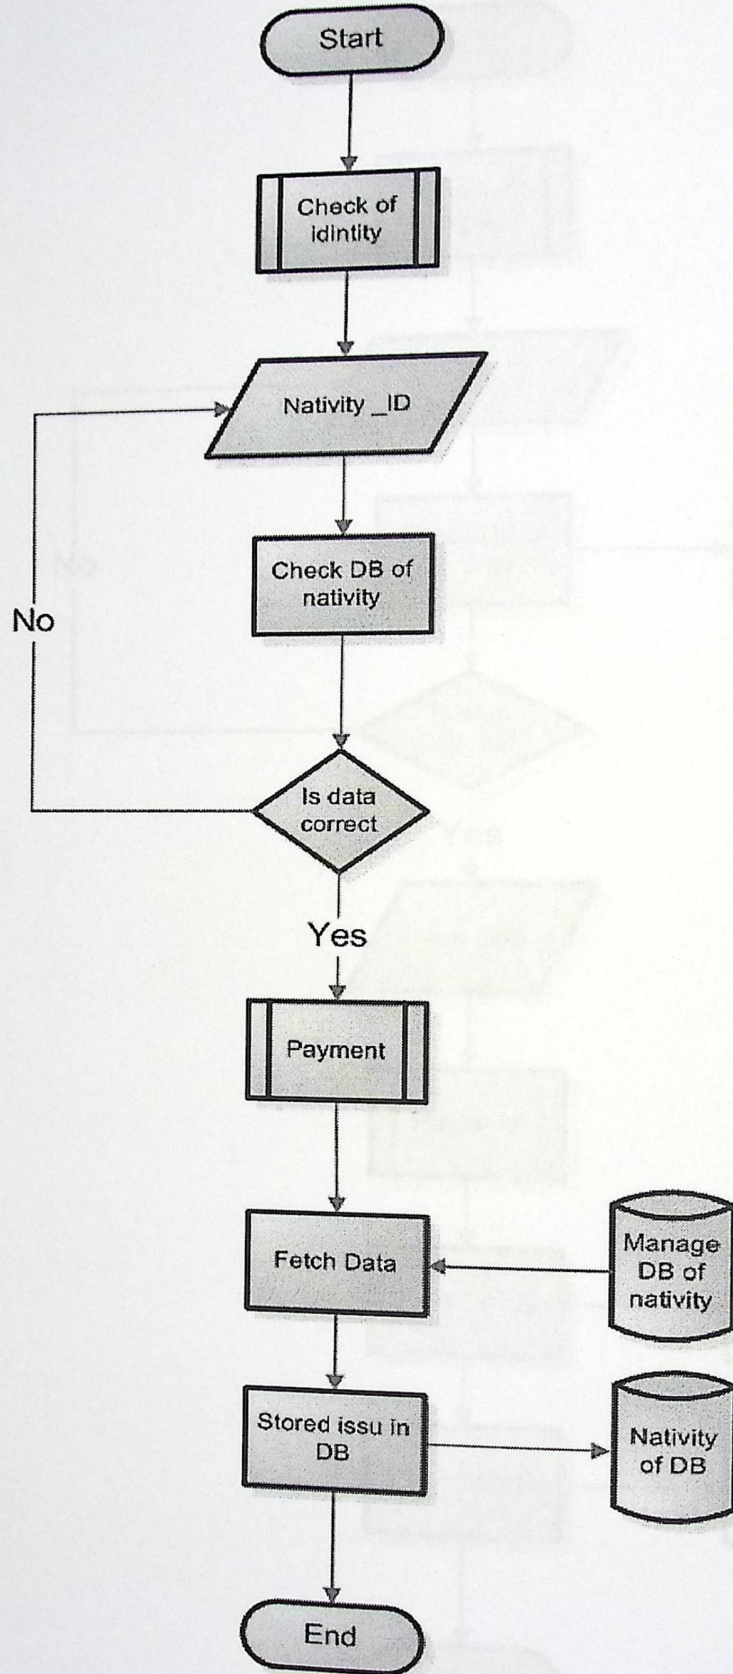 Start
Check of
idintity
Nativity _ID
Check DB of
nativity
No
Is data
correct
Yes
Payment
Fetch Data
Manage
DB of
nativity
Stored issu in
DB
Nativity
of DB
End